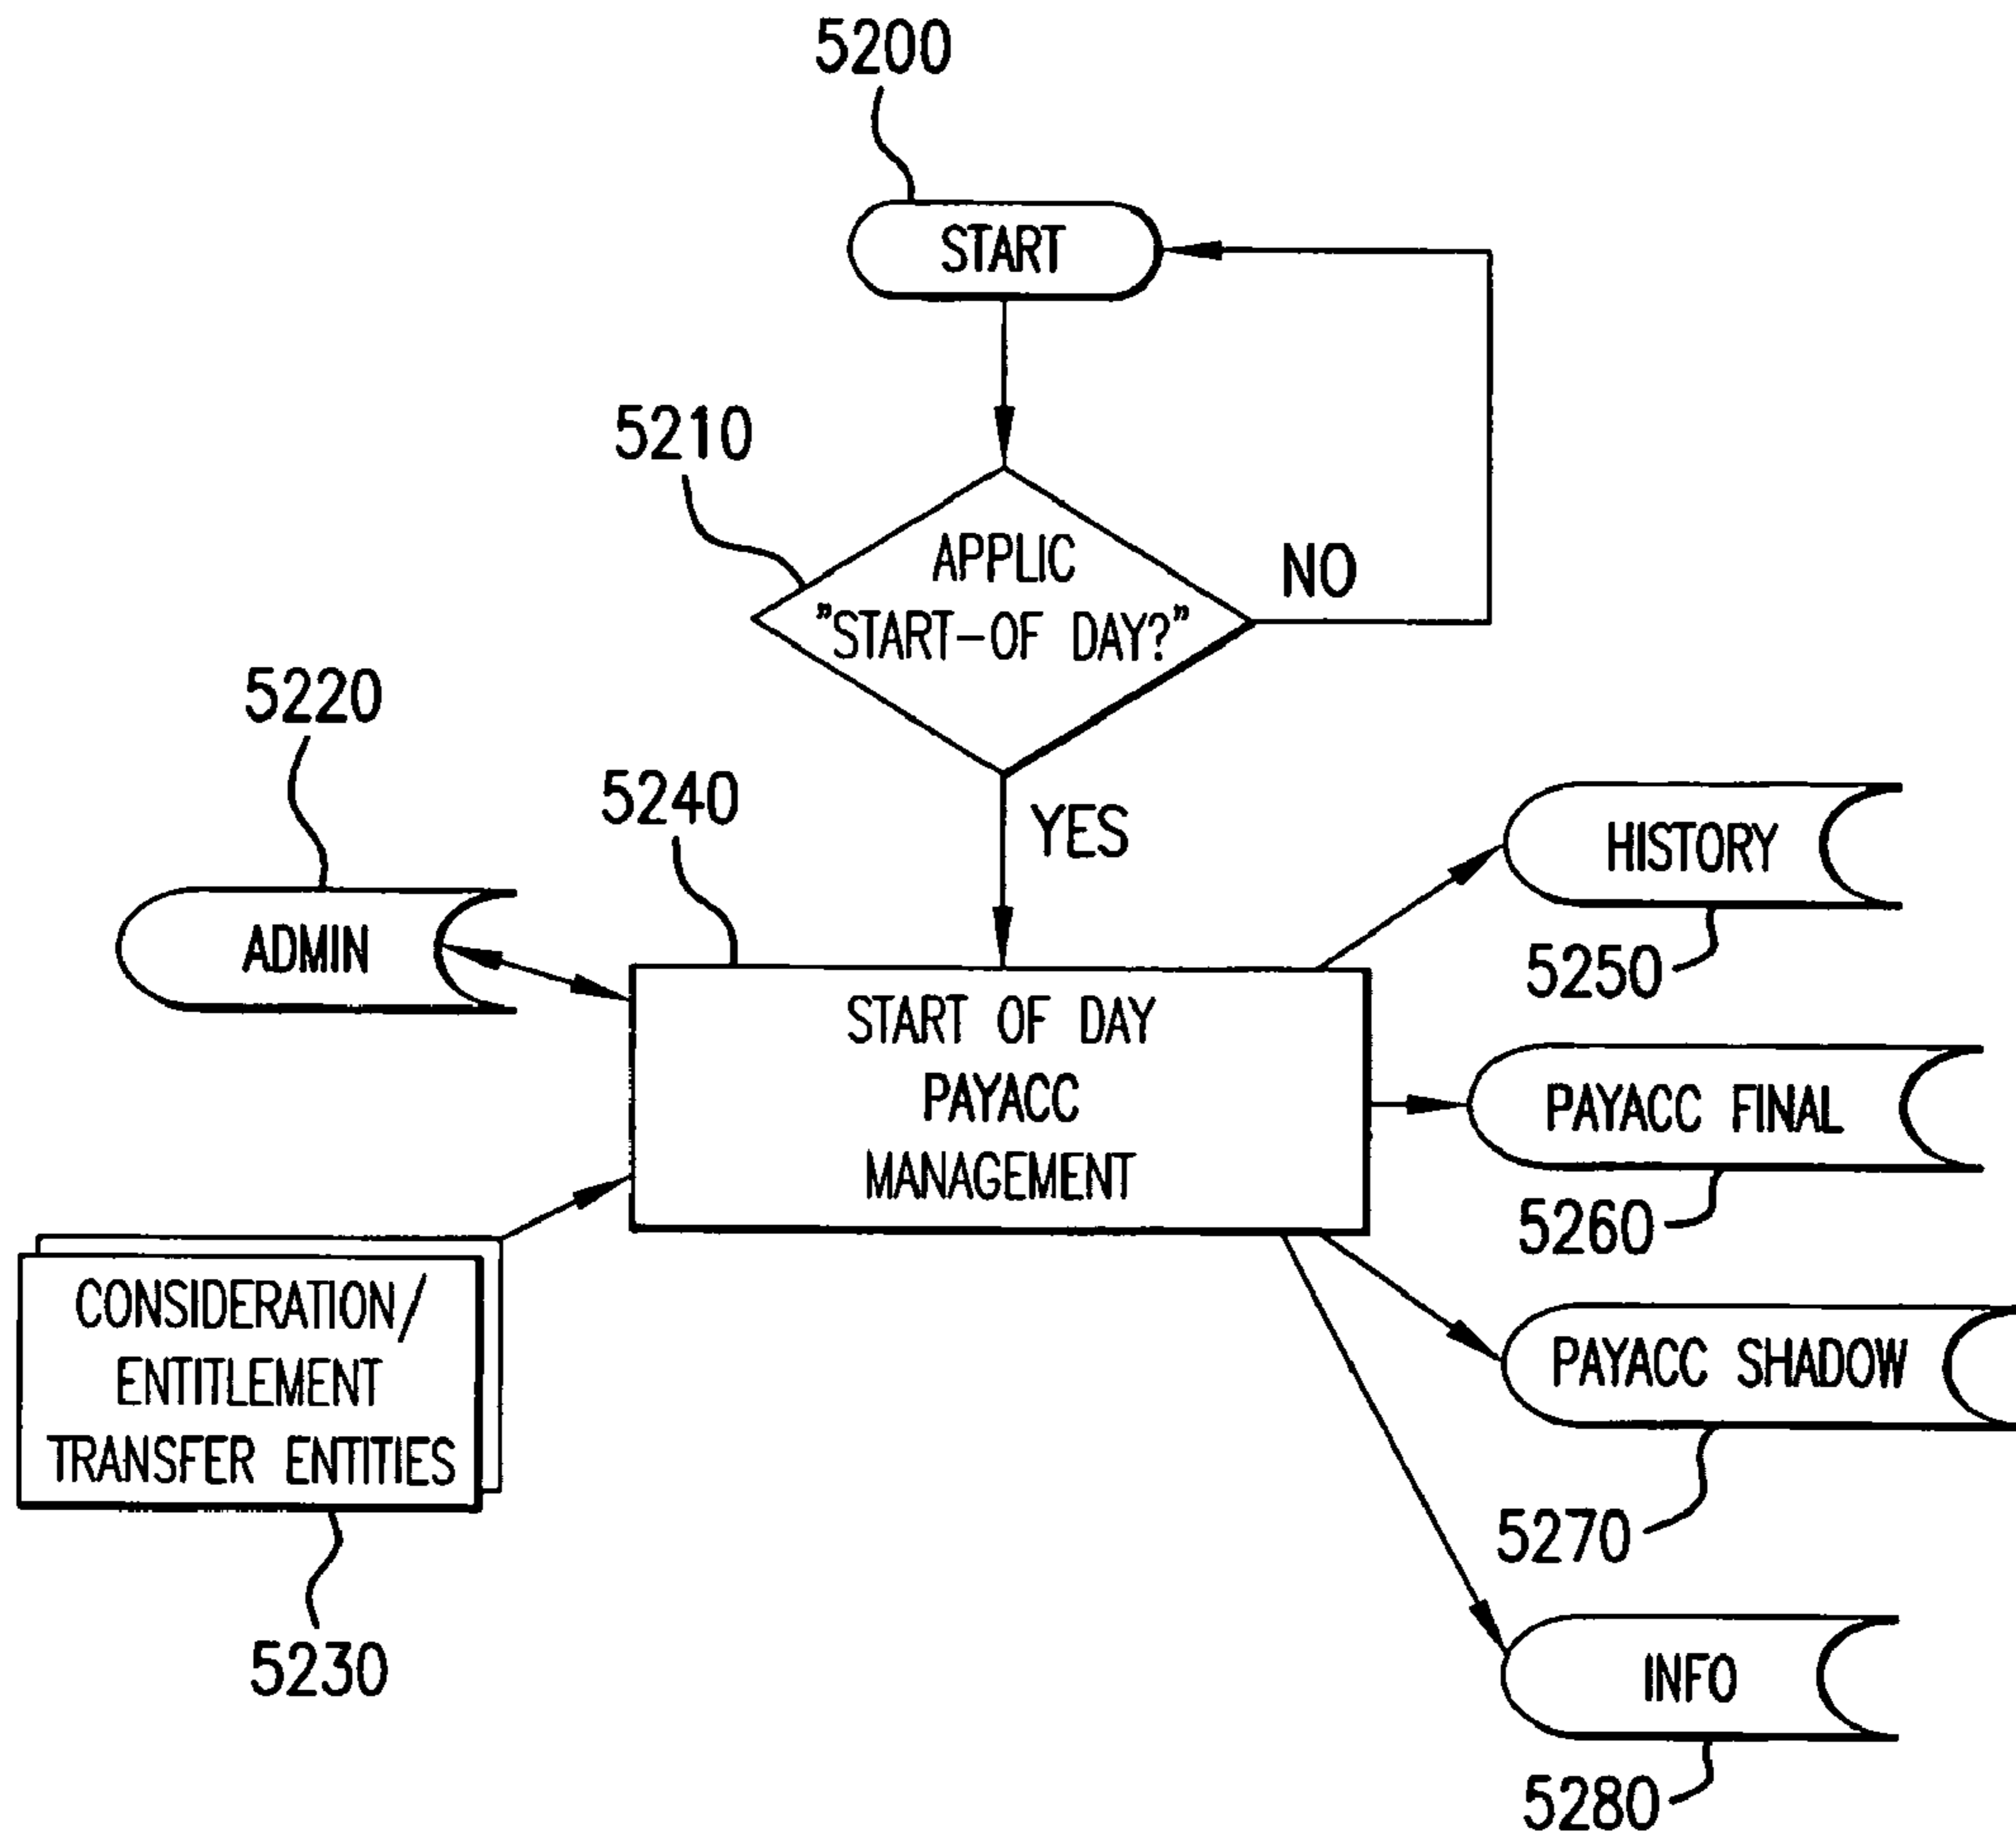 5200
START
5210
APPLIC
"START-OF DAY?"
NO
5220
5240
YES
HISTORY
ADMIN
5250
START OF DAY
PAYACC
MANAGEMENT
PAYACC FINAL
5260
CONSIDERATION/
ENTITLEMENT
TRANSFER ENTITIES
PAYACC SHADOW
5270
5230
INFO
5280